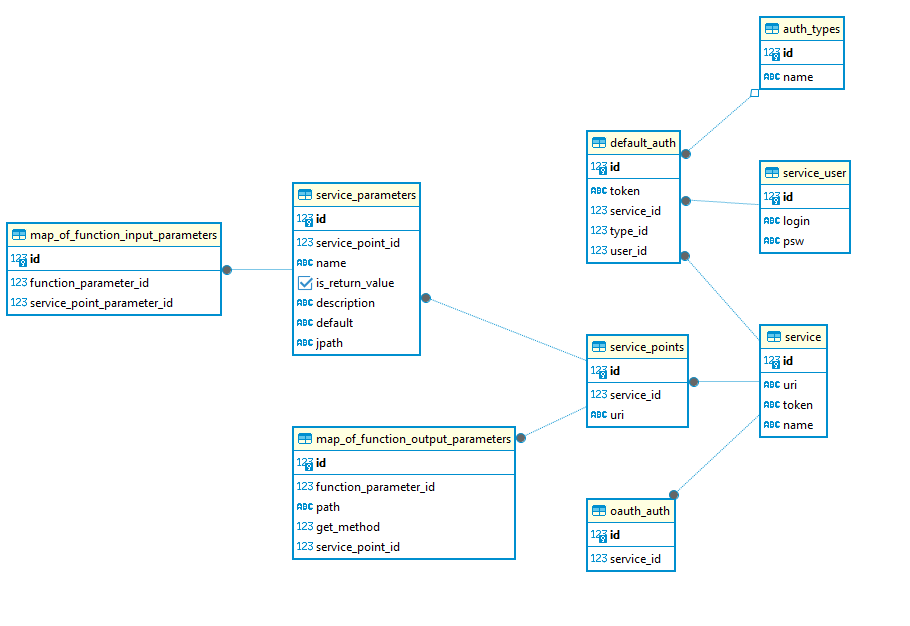 auth_types
123 id
ABC name
default_auth
123 id
ABC token
123 service_id
123 type_id
123 user_id
service_user
123 id
ABC login
ABC psw
service_parameters
123 id
123 service_point_id
ABC name
is_return_value
ABC description
ABC default
ABC jpath
map_of_function_input_parameters
123 id
123 function_parameter_id
123 service_point_parameter_id
service_points
123 id
123 service_id
ABC uri
service
123 id
ABC uri
ABC token
ABC name
map_of_function_output_parameters
123 id
123 function_parameter_id
ABC path
123 get_method
123 service_point_id
oauth_auth
123 id
123 service_id